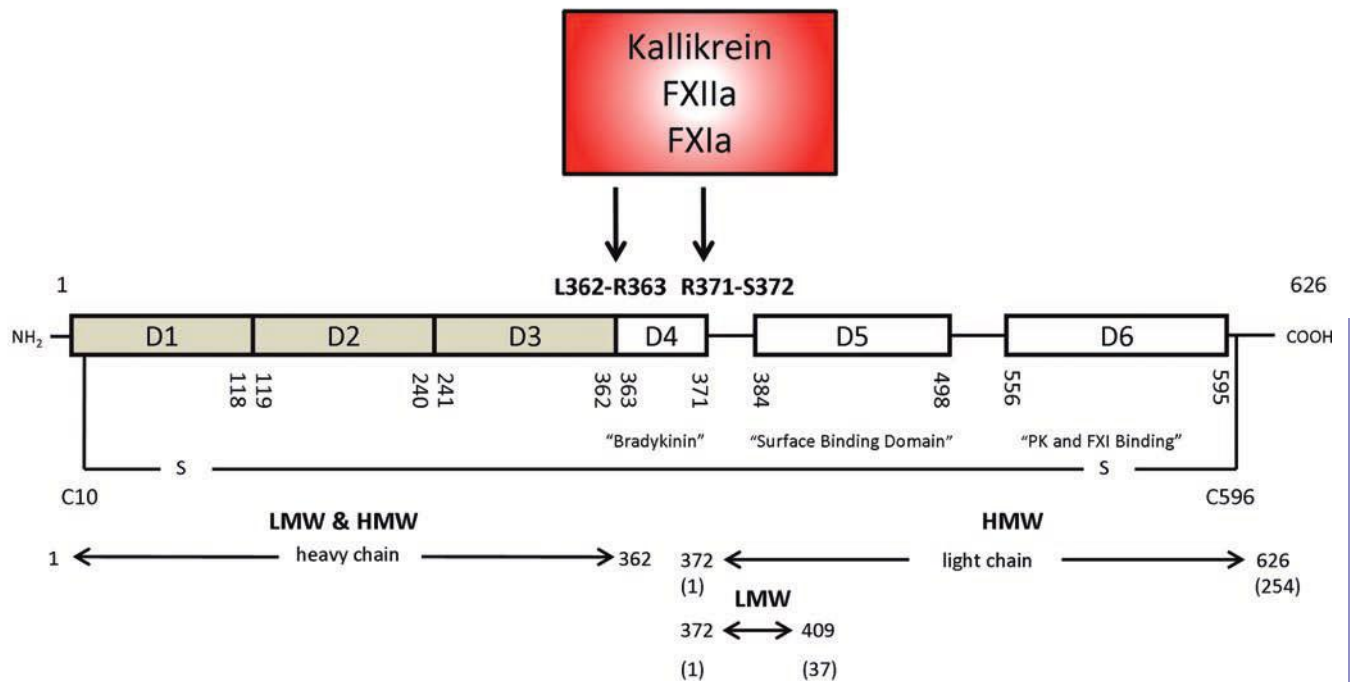 Kallikrein
FXIIa
FXIa
L362-R363 R371-S372
1 626
NH2 D1 D2 D3 D4 D5 D6 COOH
118 119 240 241 362 363 371 384 498 556 595
"Bradykinin" "Surface Binding Domain" "PK and FXI Binding"
S S
C10 C596
LMW & HMW HMW
1 heavy chain 362 372 light chain 626
(1) (254)
LMW
372 409
(1) (37)